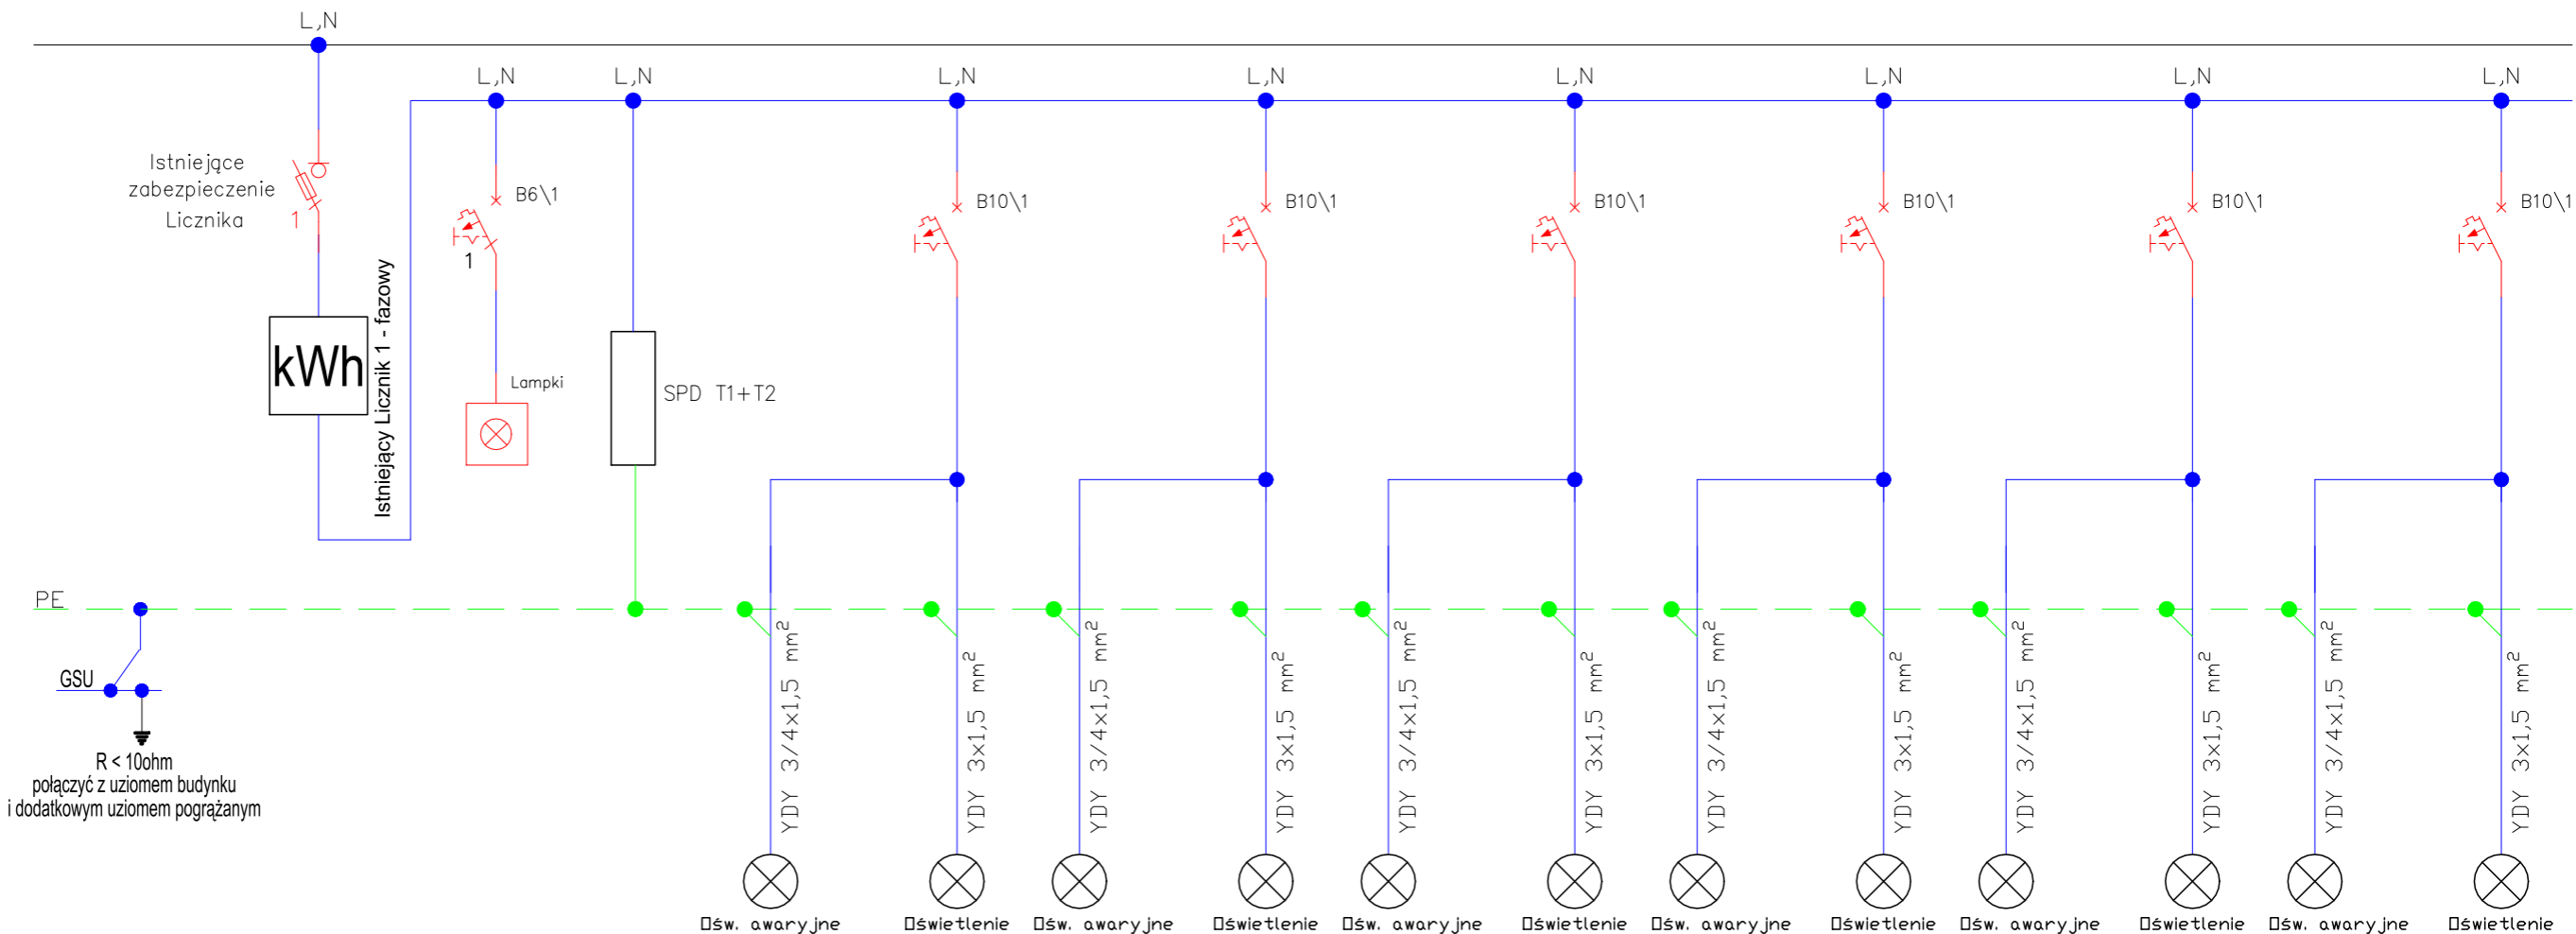 L,N
L,N
L,N
L,N
L,N
L,N
L,N
L,N
L,N
Istniejące
zabezpieczenie
Licznika
1
B6\1
1
B10\1
B10\1
B10\1
B10\1
B10\1
B10\1
kWh
Istniejący Licznik 1 - fazowy
Lampki
SPD T1+T2
PE
GSU
R < 10ohm
połączyć z uziomem budynku
i dodatkowym uziomem pogrążanym
YDY 3/4x1,5 mm²
YDY 3x1,5 mm²
YDY 3/4x1,5 mm²
YDY 3x1,5 mm²
YDY 3/4x1,5 mm²
YDY 3x1,5 mm²
YDY 3/4x1,5 mm²
YDY 3x1,5 mm²
YDY 3/4x1,5 mm²
YDY 3x1,5 mm²
YDY 3/4x1,5 mm²
YDY 3x1,5 mm²
Ośw. awaryjne
Oświetlenie
Ośw. awaryjne
Oświetlenie
Ośw. awaryjne
Oświetlenie
Ośw. awaryjne
Oświetlenie
Ośw. awaryjne
Oświetlenie
Ośw. awaryjne
Oświetlenie